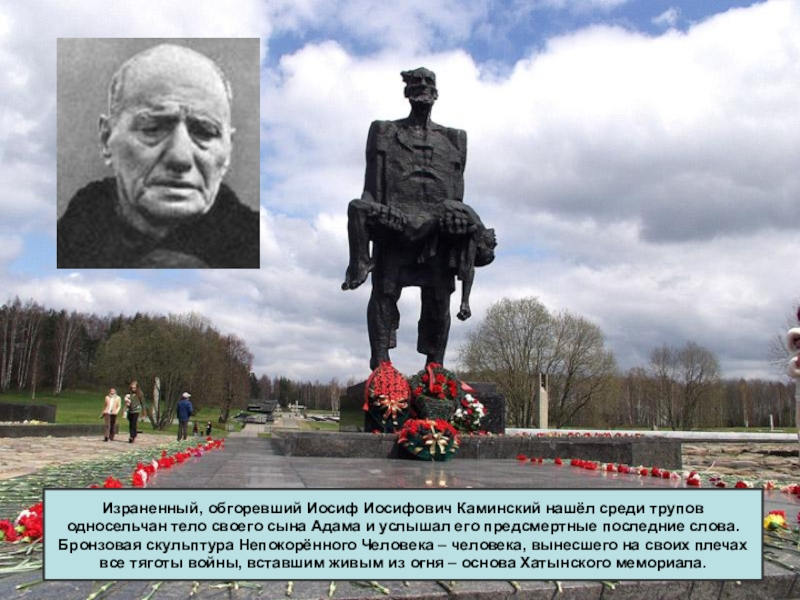 Израненный, обгоревший Иосиф Иосифович Каминский нашёл среди трупов
односельчан тело своего сына Адама и услышал его предсмертные последние слова.
Бронзовая скульптура Непокорённого Человека – человека, вынесшего на своих плечах
все тяготы войны, вставшим живым из огня – основа Хатынского мемориала.